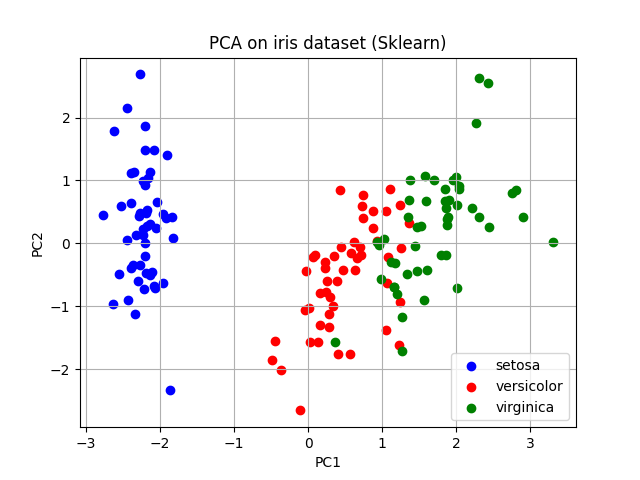 PCA on iris dataset (Sklearn)
PC2
2
1
0
−1
−2
−3
−2
−1
0
1
2
3
PC1
setosa
versicolor
virginica